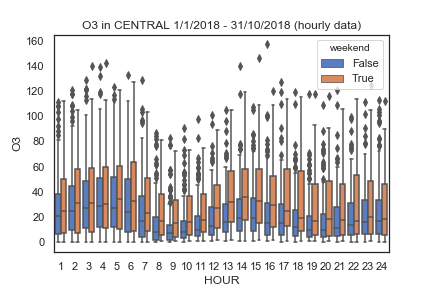 O3 in CENTRAL 1/1/2018 - 31/10/2018 (hourly data)
weekend
False
True
160
140
120
100
80
60
40
20
0
O3
1 2 3 4 5 6 7 8 9 10 11 12 13 14 15 16 17 18 19 20 21 22 23 24
HOUR